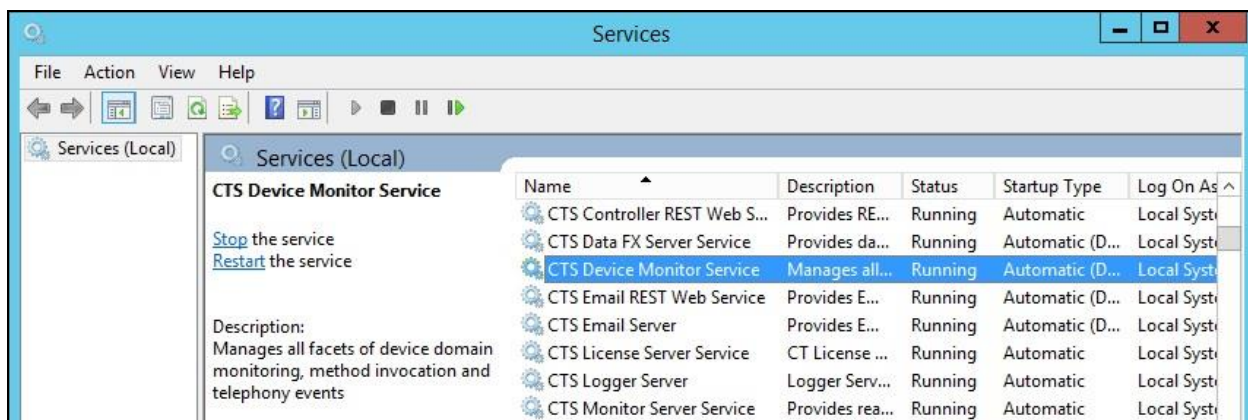 Services
File Action View Help
Services (Local)
Services (Local)
CTS Device Monitor Service
Stop the service
Restart the service
Description:
Manages all facets of device domain
monitoring, method invocation and
telephony events
Name Description Status Startup Type Log On As
CTS Controller REST Web S... Provides RE... Running Automatic Local Syst
CTS Data FX Server Service Provides da... Running Automatic (D... Local Syst
CTS Device Monitor Service Manages all... Running Automatic (D... Local Syst
CTS Email REST Web Service Provides E... Running Automatic (D... Local Syst
CTS Email Server Provides E... Running Automatic (D... Local Syst
CTS License Server Service CT License ... Running Automatic Local Syst
CTS Logger Server Logger Serv... Running Automatic Local Syst
CTS Monitor Server Service Provides rea... Running Automatic Local Syst